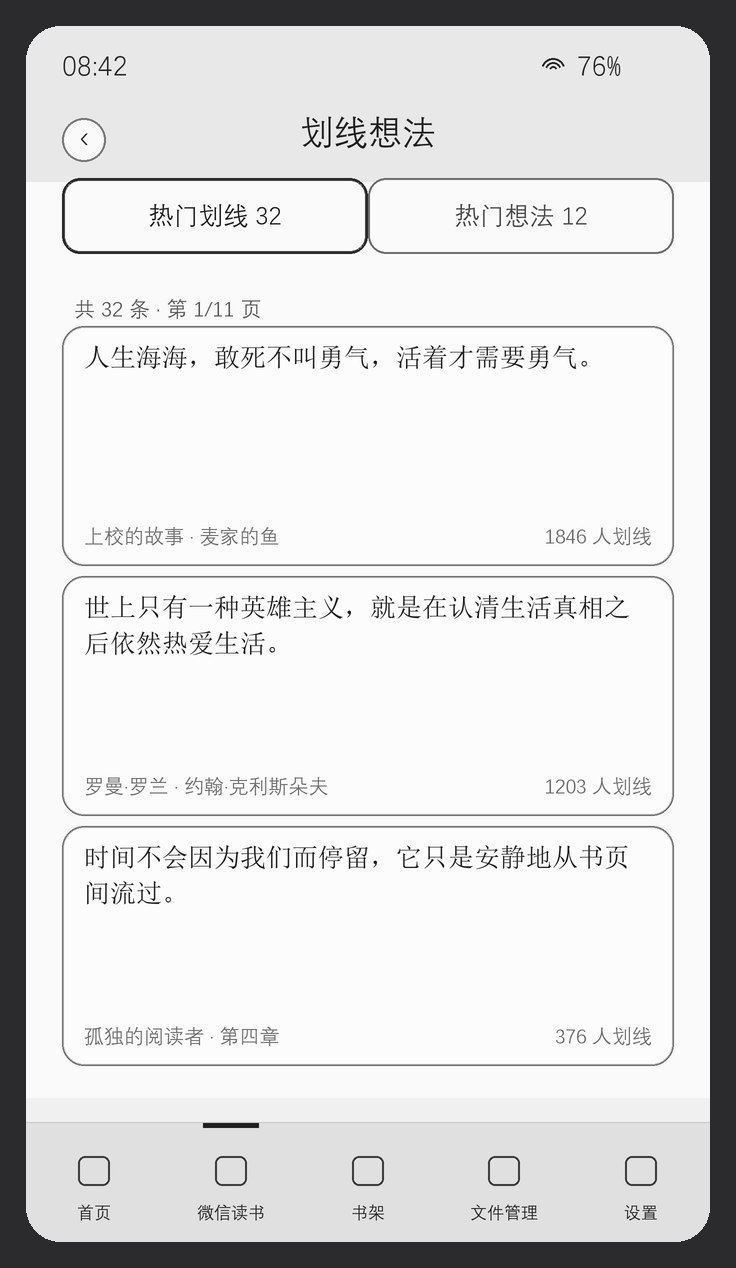 08:42
76%
划线想法
热门划线 32
热门想法 12
共 32 条 · 第 1/11 页
人生海海，敢死不叫勇气，活着才需要勇气。
上校的故事 · 麦家的鱼
1846 人划线
世上只有一种英雄主义，就是在认清生活真相之
后依然热爱生活。
罗曼·罗兰 · 约翰·克利斯朵夫
1203 人划线
时间不会因为我们而停留，它只是安静地从书页
间流过。
孤独的阅读者 · 第四章
376 人划线
首页
微信读书
书架
文件管理
设置